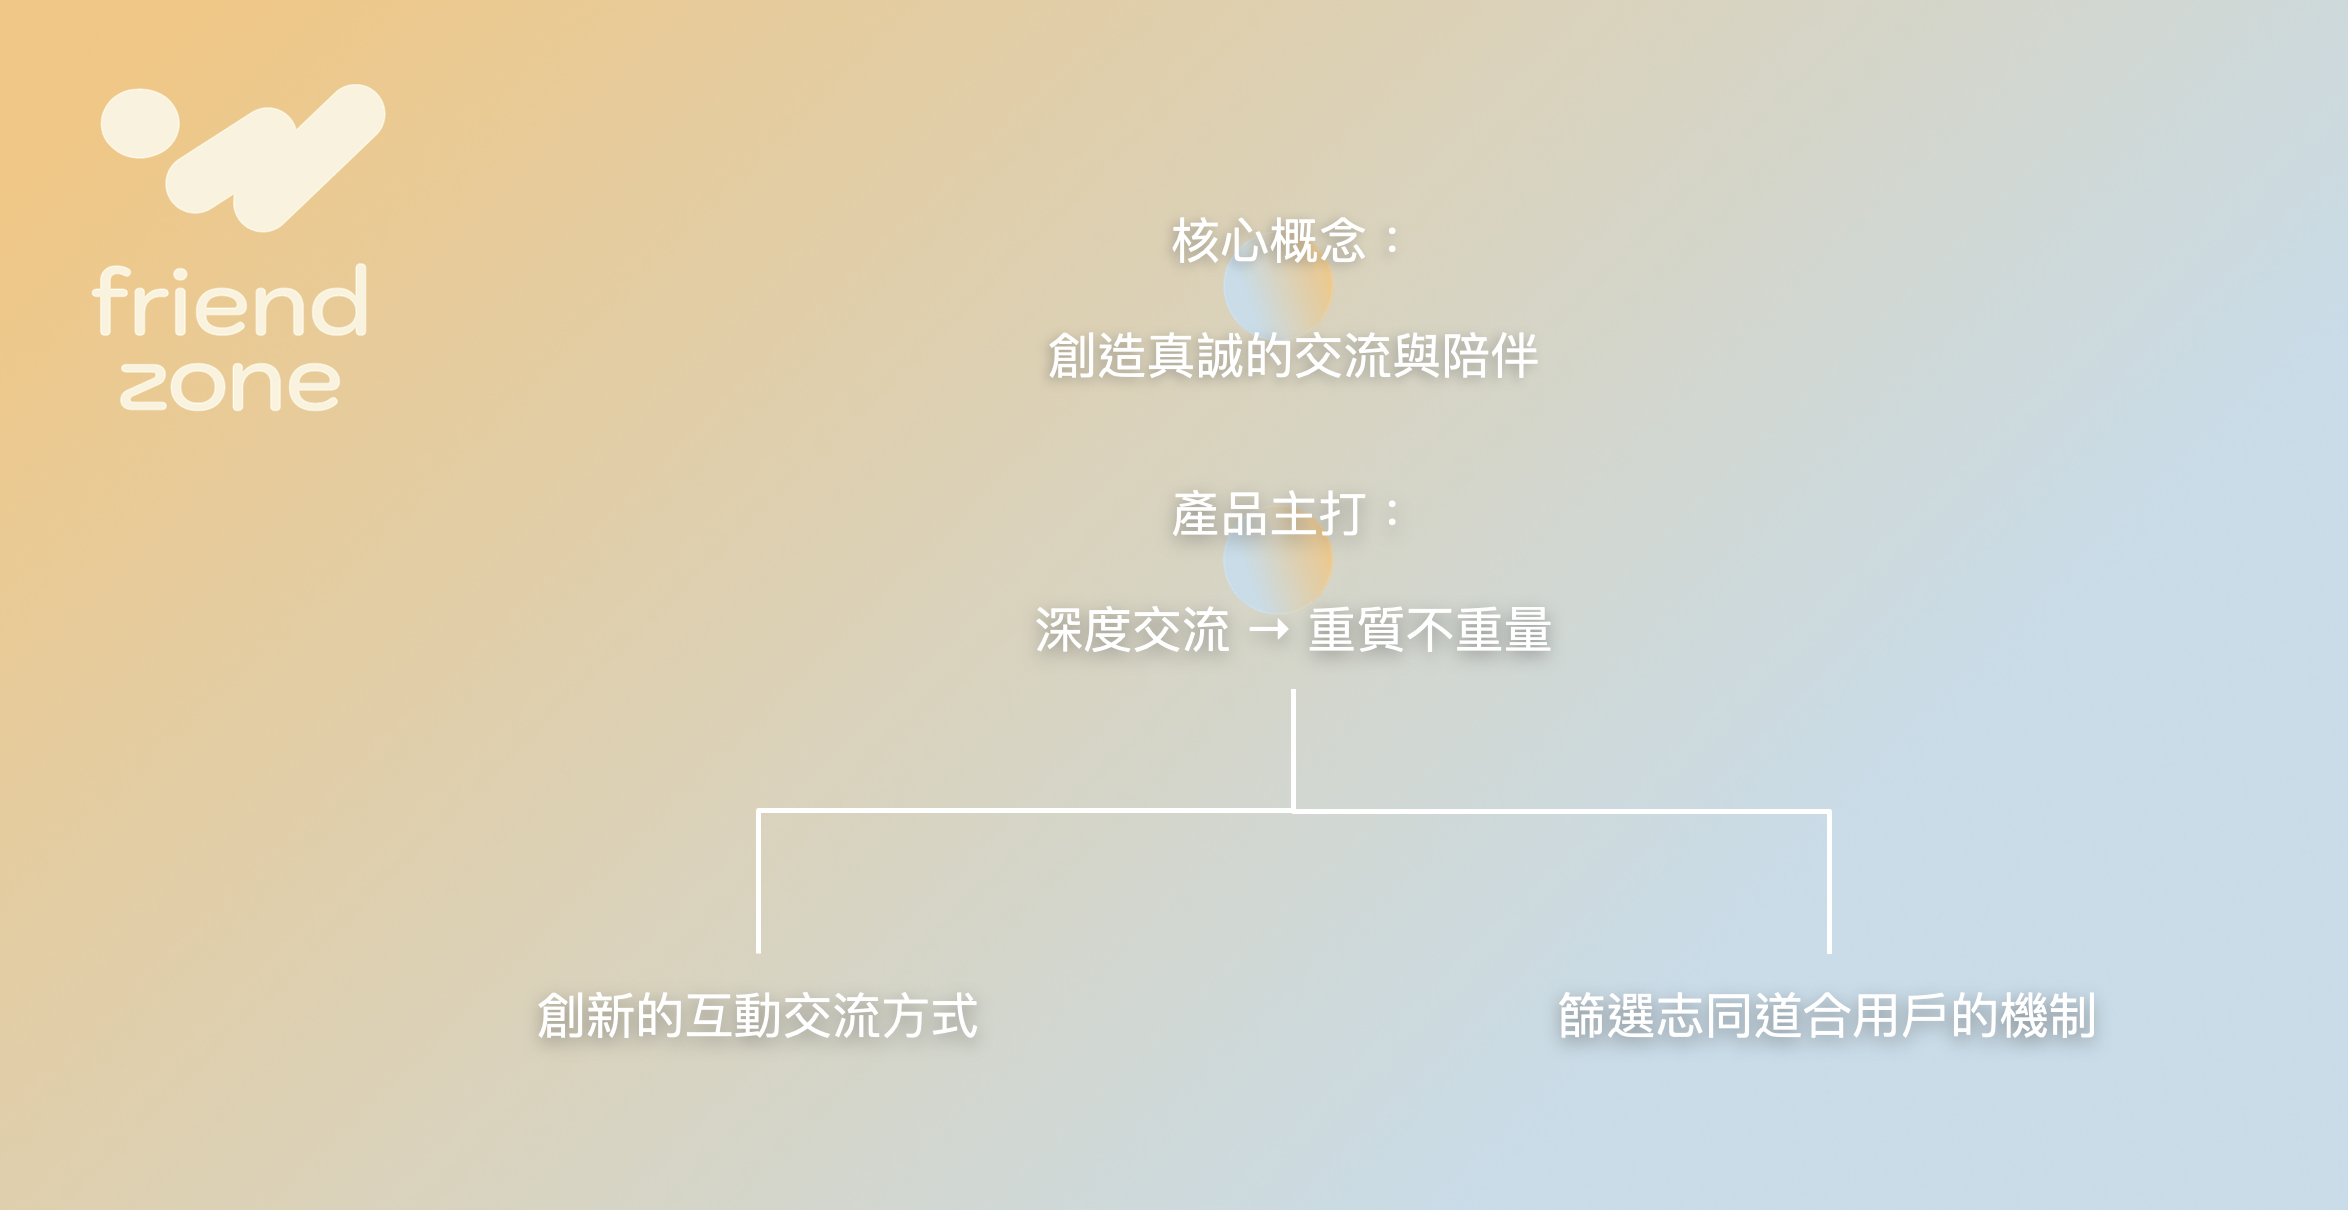 friend
zone
核心概念：
創造真誠的交流與陪伴
產品主打：
深度交流 → 重質不重量
創新的互動交流方式
篩選志同道合用戶的機制